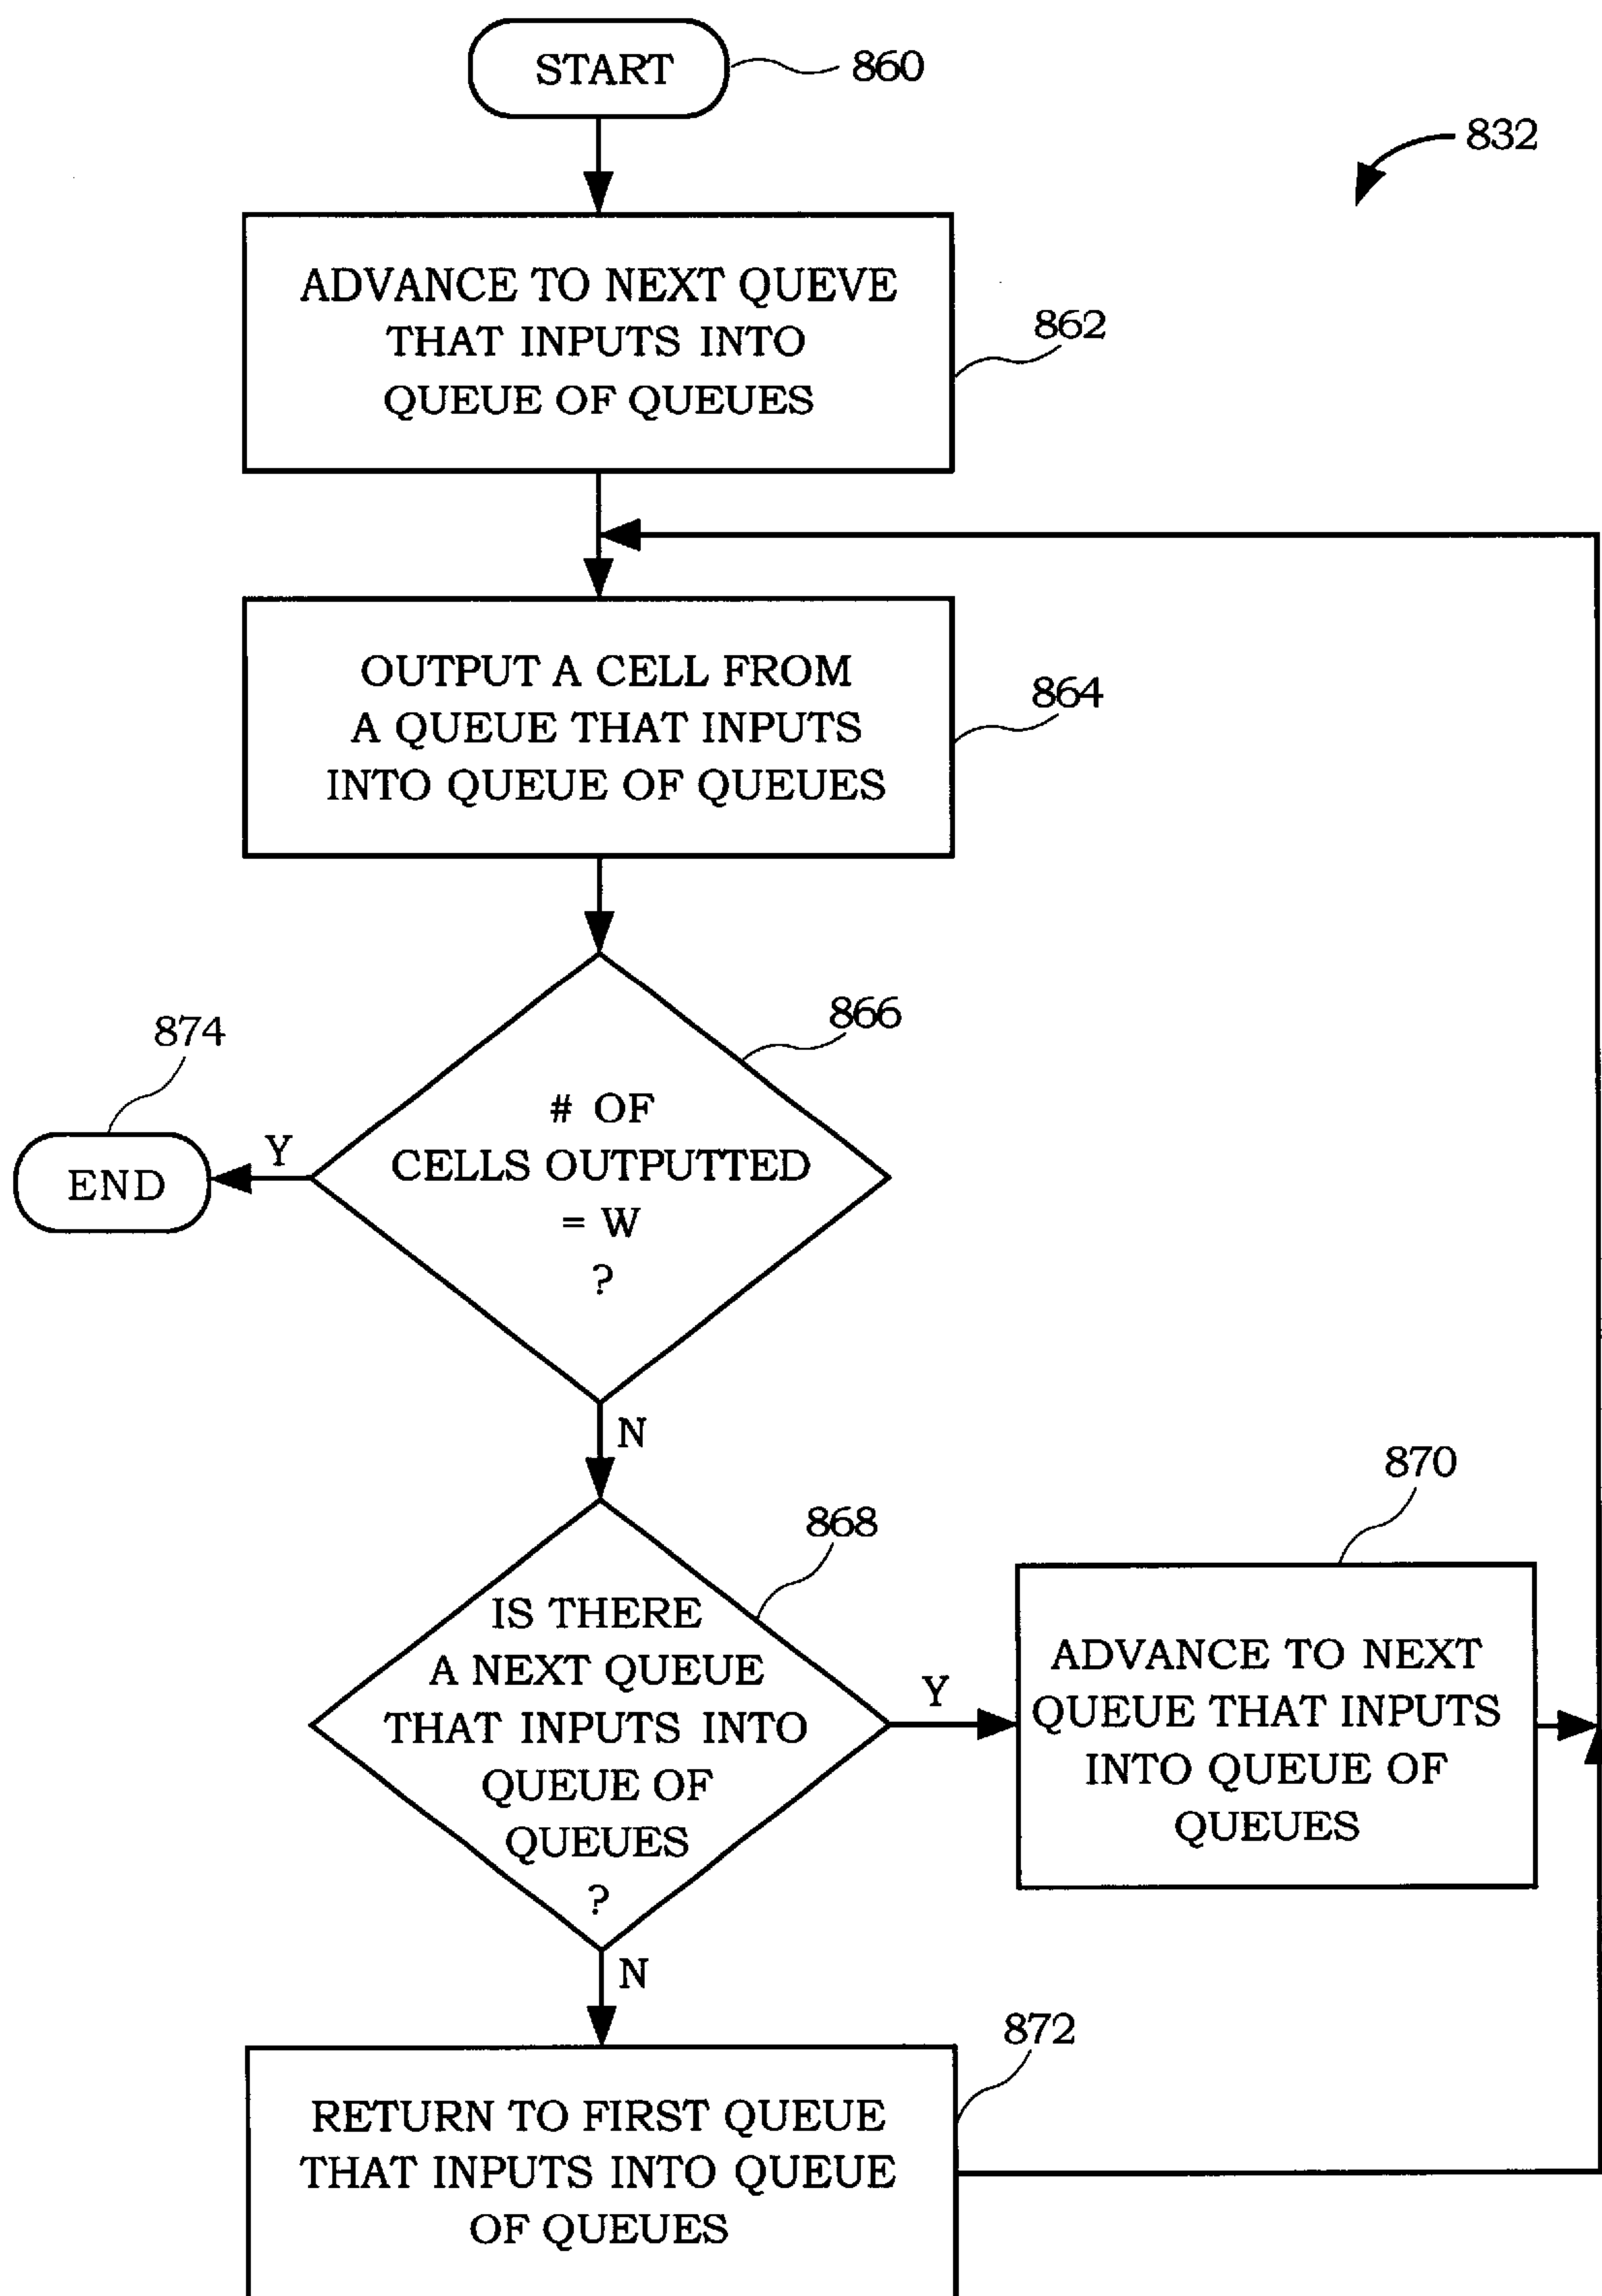 START
860
832
ADVANCE TO NEXT QUEVE
THAT INPUTS INTO
QUEUE OF QUEUES
862
OUTPUT A CELL FROM
A QUEUE THAT INPUTS
INTO QUEUE OF QUEUES
864
866
874
# OF
CELLS OUTPUTTED
= W
?
Y
END
N
868
870
IS THERE
A NEXT QUEUE
THAT INPUTS INTO
QUEUE OF
QUEUES
?
Y
ADVANCE TO NEXT
QUEUE THAT INPUTS
INTO QUEUE OF
QUEUES
N
872
RETURN TO FIRST QUEUE
THAT INPUTS INTO QUEUE
OF QUEUES